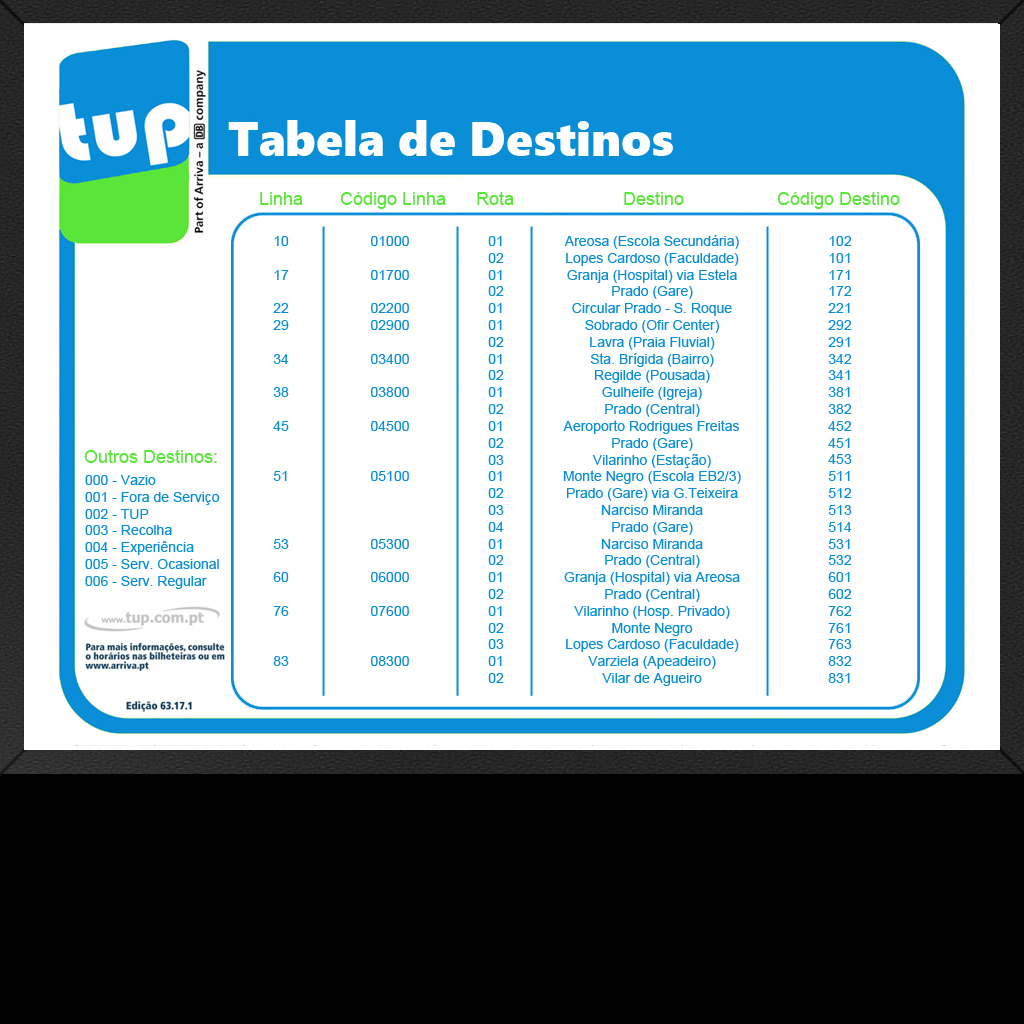 tup
Part of Arriva – a DB company
Tabela de Destinos
Linha Código Linha Rota Destino Código Destino
10 01000 01 Areosa (Escola Secundária) 102
02 Lopes Cardoso (Faculdade) 101
17 01700 01 Granja (Hospital) via Estela 171
02 Prado (Gare) 172
22 02200 01 Circular Prado - S. Roque 221
29 02900 01 Sobrado (Ofir Center) 292
02 Lavra (Praia Fluvial) 291
34 03400 01 Sta. Brígida (Bairro) 342
02 Regilde (Pousada) 341
38 03800 01 Gulheife (Igreja) 381
02 Prado (Central) 382
45 04500 01 Aeroporto Rodrigues Freitas 452
02 Prado (Gare) 451
03 Vilarinho (Estação) 453
51 05100 01 Monte Negro (Escola EB2/3) 511
02 Prado (Gare) via G.Teixeira 512
03 Narciso Miranda 513
04 Prado (Gare) 514
53 05300 01 Narciso Miranda 531
02 Prado (Central) 532
60 06000 01 Granja (Hospital) via Areosa 601
02 Prado (Central) 602
76 07600 01 Vilarinho (Hosp. Privado) 762
02 Monte Negro 761
03 Lopes Cardoso (Faculdade) 763
83 08300 01 Varziela (Apeadeiro) 832
02 Vilar de Agueiro 831
Outros Destinos:
000 - Vazio
001 - Fora de Serviço
002 - TUP
003 - Recolha
004 - Experiência
005 - Serv. Ocasional
006 - Serv. Regular
www.tup.com.pt
Para mais informações, consulte
o horários nas bilheteiras ou em
www.arriva.pt
Edição 63.17.1